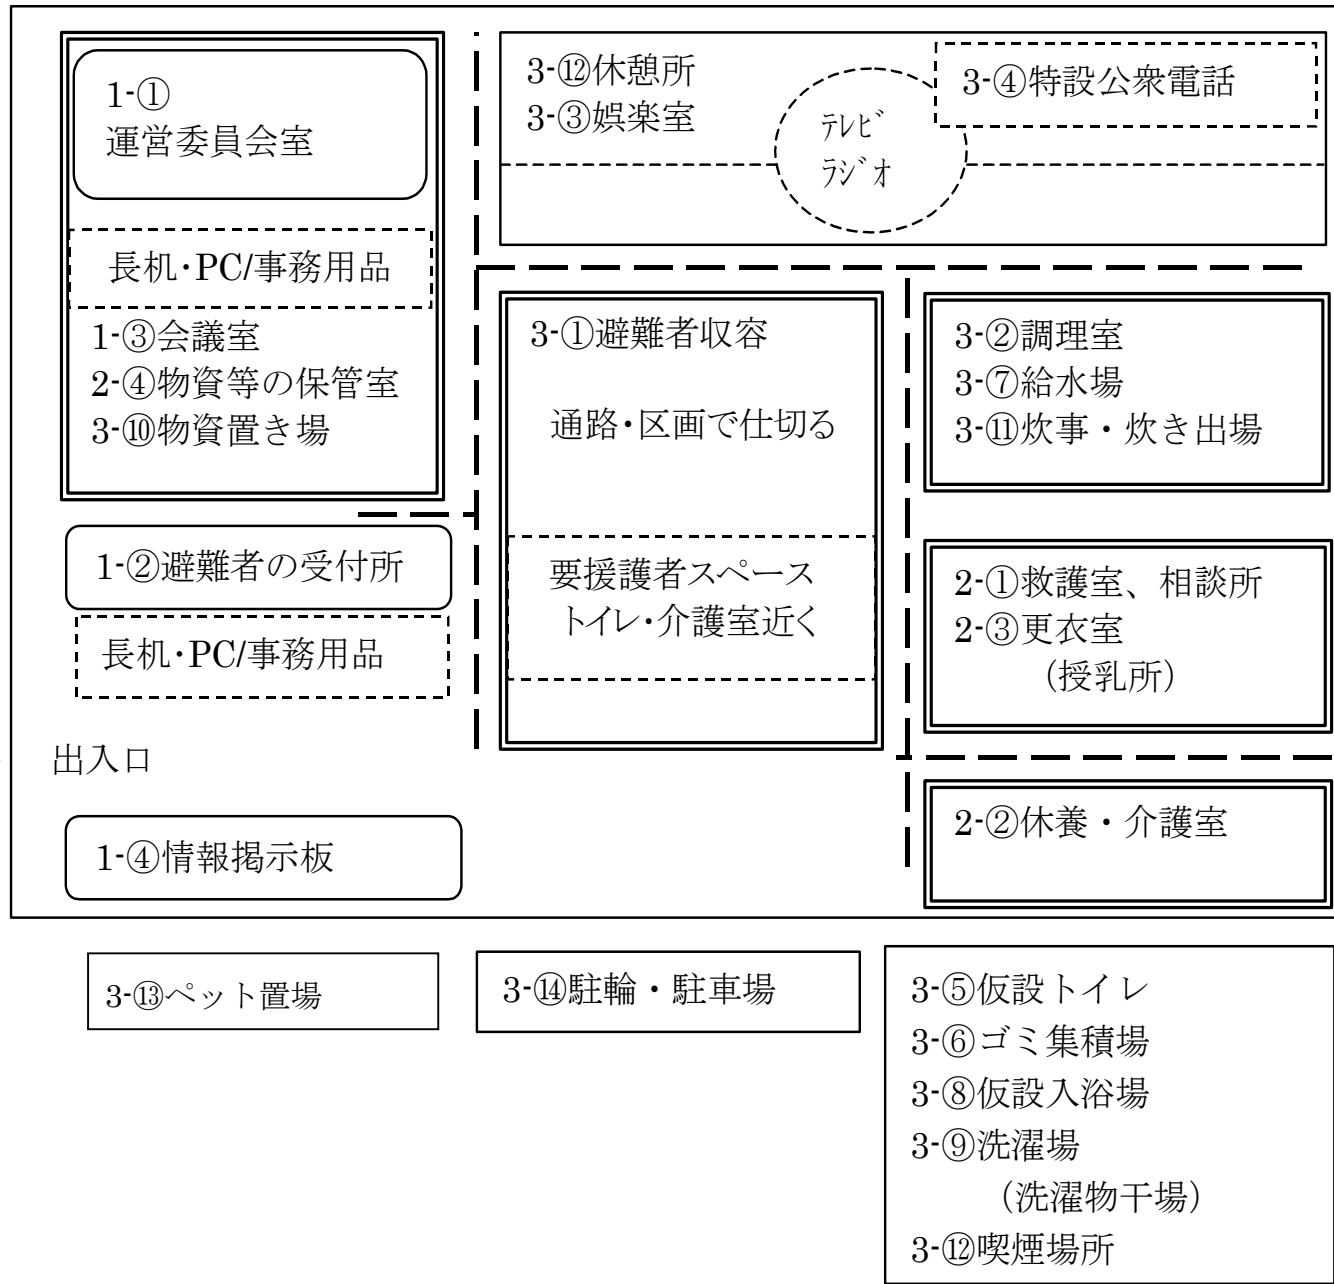 1-①
運営委員会室
長机・PC/事務用品
1-③会議室
2-④物資等の保管室
3-⑩物資置き場
1-②避難者の受付所
長机・PC/事務用品
出入口
1-④情報掲示板
3-⑫休憩所
3-③娯楽室
テレビ
ラジオ
3-④特設公衆電話
3-①避難者収容
通路・区画で仕切る
要援護者スペース
トイレ・介護室近く
3-②調理室
3-⑦給水場
3-⑪炊事・炊き出場
2-①救護室、相談所
2-③更衣室
（授乳所）
2-②休養・介護室
3-⑬ペット置場
3-⑭駐輪・駐車場
3-⑤仮設トイレ
3-⑥ゴミ集積場
3-⑧仮設入浴場
3-⑨洗濯場
（洗濯物干場）
3-⑫喫煙場所